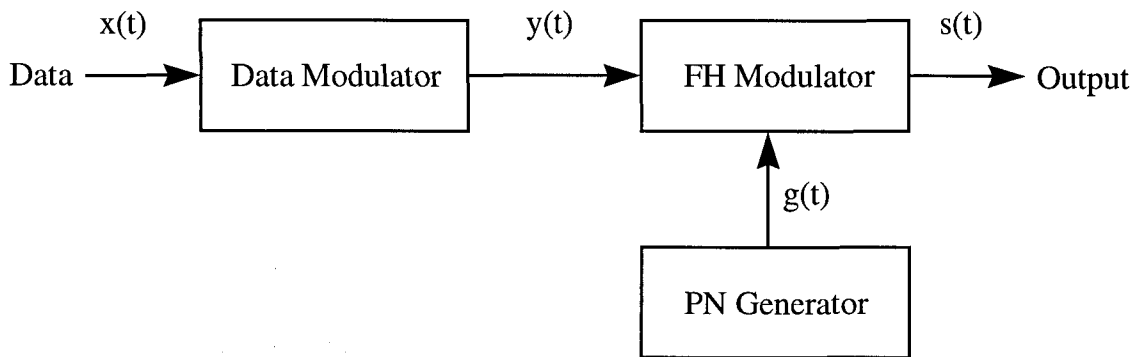 x(t)
y(t)
s(t)
Data
Data Modulator
FH Modulator
Output
g(t)
PN Generator